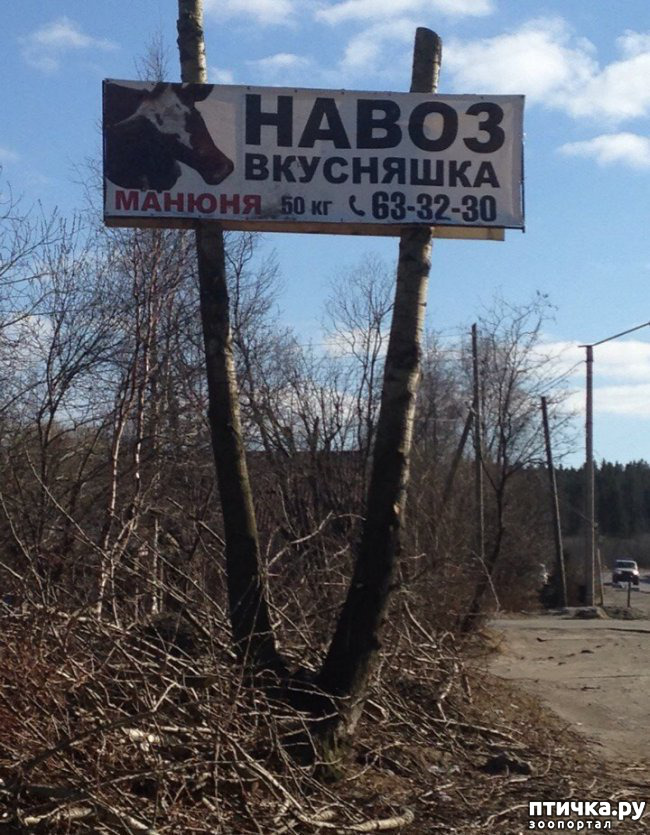 НАВОЗ
ВКУСНЯШКА
МАНЮНЯ 50 кг 63-32-30
птичка.ру
зоопортал